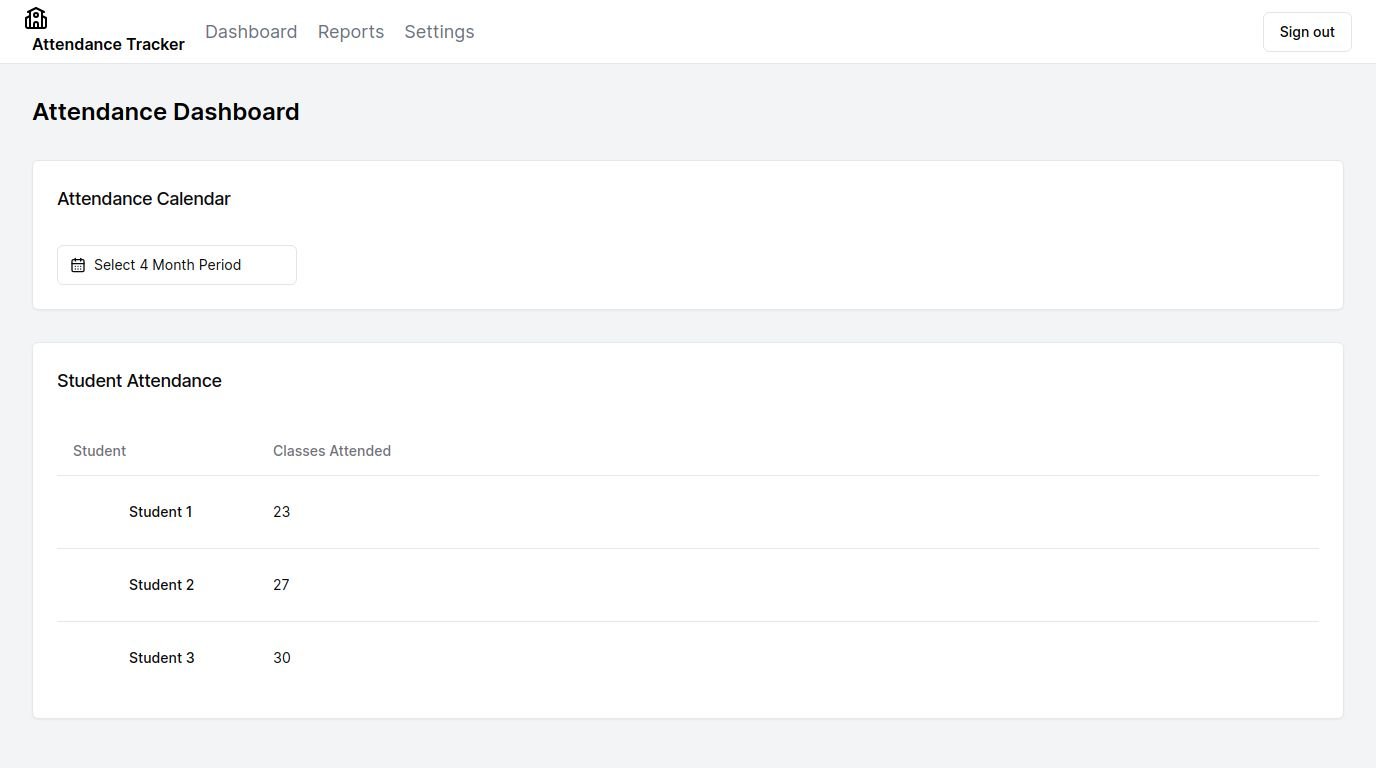 Attendance Tracker
Dashboard Reports Settings
Sign out
Attendance Dashboard
Attendance Calendar
Select 4 Month Period
Student Attendance
Student Classes Attended
Student 1 23
Student 2 27
Student 3 30